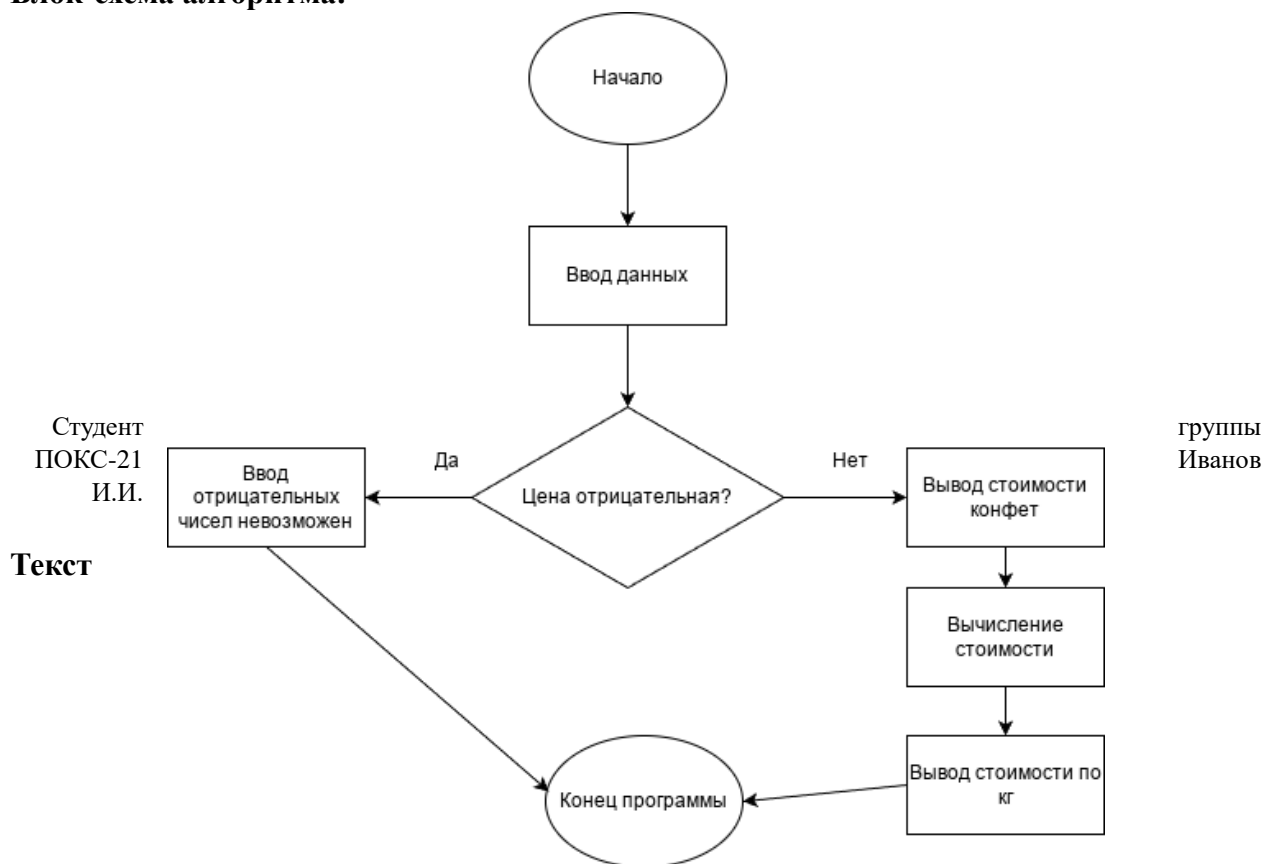 Блок-схема алгоритма:
Начало
Ввод данных
Студент группы
ПОКС-21 Иванов
И.И.
Да
Нет
Ввод
отрицательных
чисел невозможен
Цена отрицательная?
Вывод стоимости
конфет
Текст
Вычисление
стоимости
Вывод стоимости по
кг
Конец программы